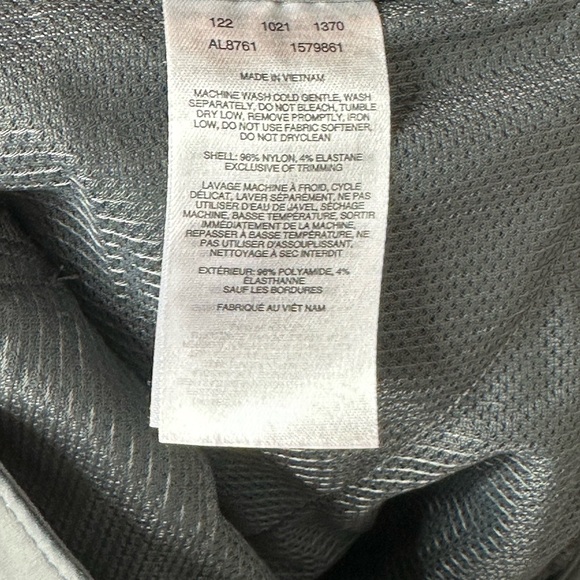 122 1021 1370
AL8761 1579861
MADE IN VIETNAM
MACHINE WASH COLD GENTLE, WASH
SEPARATELY, DO NOT BLEACH, TUMBLE
DRY LOW, REMOVE PROMPTLY, IRON
LOW, DO NOT USE FABRIC SOFTENER,
DO NOT DRYCLEAN
SHELL: 96% NYLON, 4% ELASTANE
EXCLUSIVE OF TRIMMING
LAVAGE MACHINE À FROID, CYCLE
DÉLICAT, LAVER SÉPARÉMENT, NE PAS
UTILISER D'EAU DE JAVEL, SÉCHAGE
MACHINE, BASSE TEMPÉRATURE, SORTIR
IMMÉDIATEMENT DE LA MACHINE,
REPASSER À BASSE TEMPÉRATURE, NE
PAS UTILISER D'ASSOUPLISSANT,
NETTOYAGE À SEC INTERDIT
EXTÉRIEUR: 96% POLYAMIDE, 4%
ÉLASTHANNE
SAUF LES BORDURES
FABRIQUÉ AU VIÊT NAM